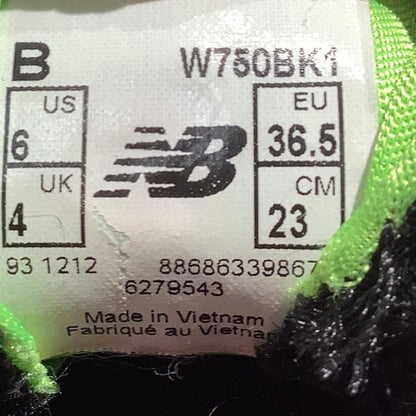 B W750BK1
US 6 EU 36.5
UK 4 NB CM 23
93 1212 88686339867
6279543
Made in Vietnam
Fabriqué au Vietnam